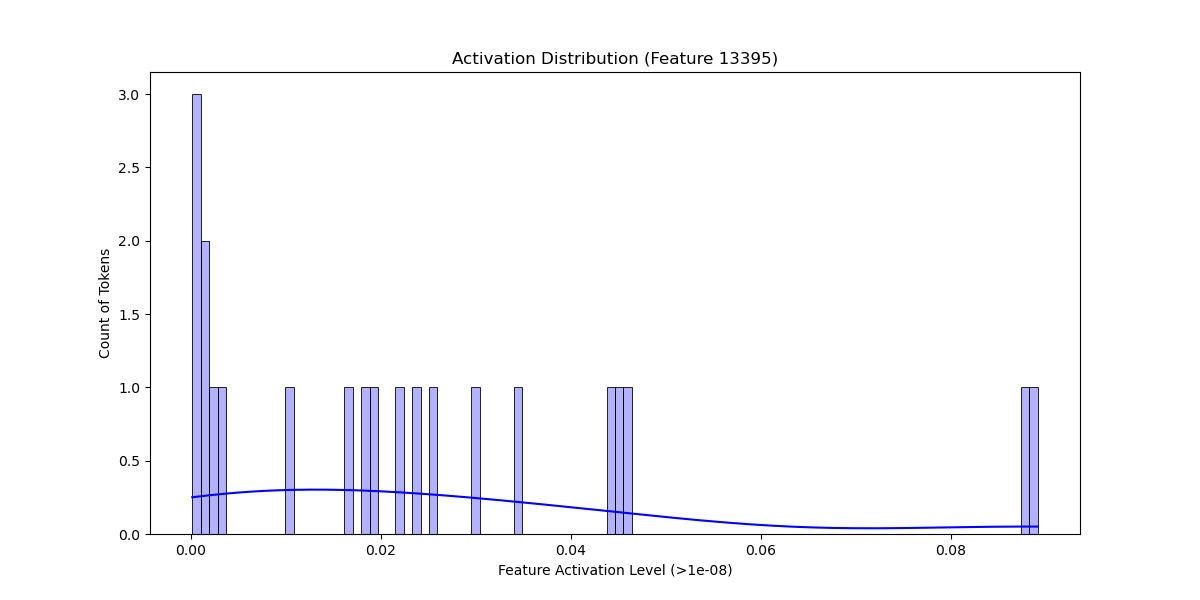 Activation Distribution (Feature 13395)
3.0
2.5
2.0
1.5
1.0
0.5
0.0
Count of Tokens
0.00 0.02 0.04 0.06 0.08
Feature Activation Level (>1e-08)